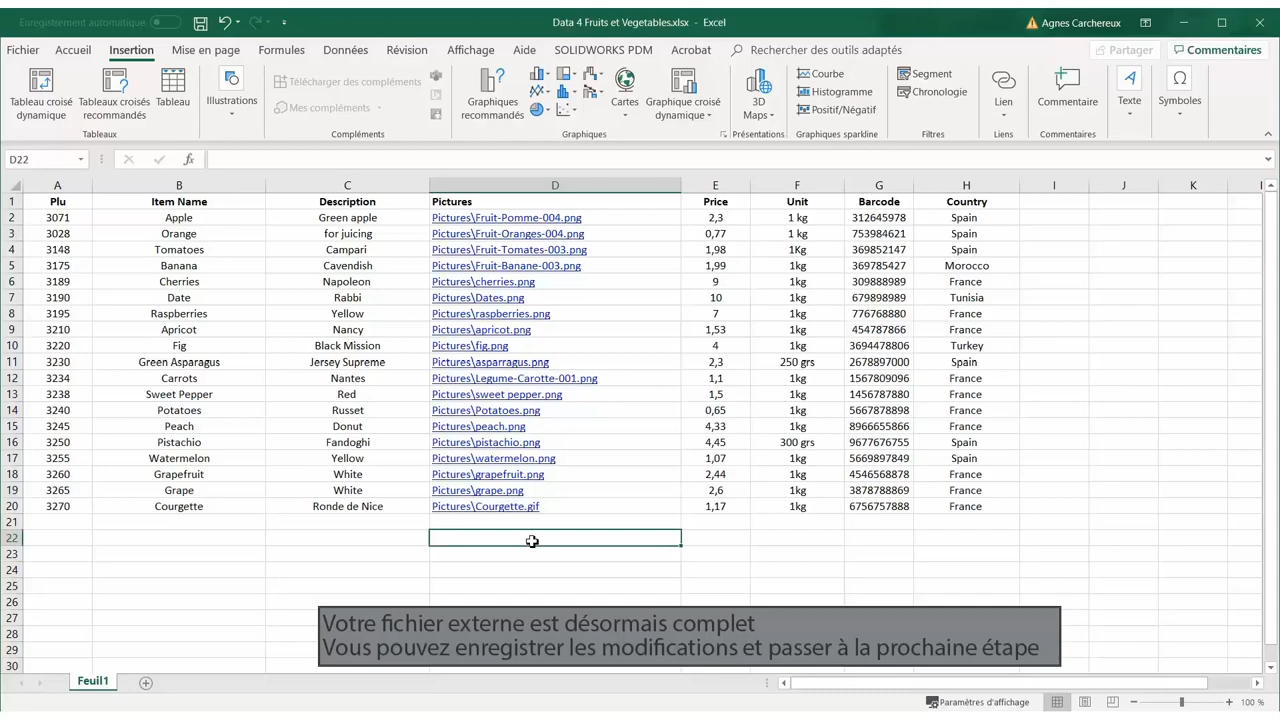 Enregistrement automatique
Data 4 Fruits et Vegetables.xlsx - Excel
Agnes Carchereux
Fichier Accueil Insertion Mise en page Formules Données Révision Affichage Aide SOLIDWORKS PDM Acrobat Rechercher des outils adaptés Partager Commentaires
Tableau croisé dynamique
Tableaux croisés recommandés
Tableau
Tableaux
Illustrations
Télécharger des compléments
Mes compléments
Compléments
Graphiques recommandés
Cartes
Graphique croisé dynamique
Graphiques
3D Maps
Présentations
Courbe
Histogramme
Positif/Négatif
Graphiques sparkline
Segment
Chronologie
Filtres
Lien
Liens
Commentaire
Commentaires
Texte
Symboles
D22 fx
A B C D E F G H I J K
1 Plu Item Name Description Pictures Price Unit Barcode Country
2 3071 Apple Green apple Pictures\Fruit-Pomme-004.png 2,3 1 kg 312645978 Spain
3 3028 Orange for juicing Pictures\Fruit-Oranges-004.png 0,77 1 kg 753984621 Spain
4 3148 Tomatoes Campari Pictures\Fruit-Tomates-003.png 1,98 1Kg 369852147 Spain
5 3175 Banana Cavendish Pictures\Fruit-Banane-003.png 1,99 1kg 369785427 Morocco
6 3189 Cherries Napoleon Pictures\cherries.png 9 1kg 309888989 France
7 3190 Date Rabbi Pictures\Dates.png 10 1kg 679898989 Tunisia
8 3195 Raspberries Yellow Pictures\raspberries.png 7 1kg 776768880 France
9 3210 Apricot Nancy Pictures\apricot.png 1,53 1kg 454787866 France
10 3220 Fig Black Mission Pictures\fig.png 4 1kg 3694478806 Turkey
11 3230 Green Asparagus Jersey Supreme Pictures\asparragus.png 2,3 250 grs 2678897000 Spain
12 3234 Carrots Nantes Pictures\Legume-Carotte-001.png 1,1 1kg 1567809096 France
13 3238 Sweet Pepper Red Pictures\sweet pepper.png 1,5 1kg 1456787880 France
14 3240 Potatoes Russet Pictures\Potatoes.png 0,65 1kg 5667878898 France
15 3245 Peach Donut Pictures\peach.png 4,33 1kg 8966655866 France
16 3250 Pistachio Fandoghi Pictures\pistachio.png 4,45 300 grs 9677676755 Spain
17 3255 Watermelon Yellow Pictures\watermelon.png 1,07 1kg 5669897849 Spain
18 3260 Grapefruit White Pictures\grapefruit.png 2,44 1kg 4546568878 France
19 3265 Grape White Pictures\grape.png 2,6 1kg 3878788869 France
20 3270 Courgette Ronde de Nice Pictures\Courgette.gif 1,17 1kg 6756757888 France
21
22
23
24
25
26
27
28
29
30
Votre fichier externe est désormais complet
Vous pouvez enregistrer les modifications et passer à la prochaine étape
Feuil1
Paramètres d'affichage 100 %